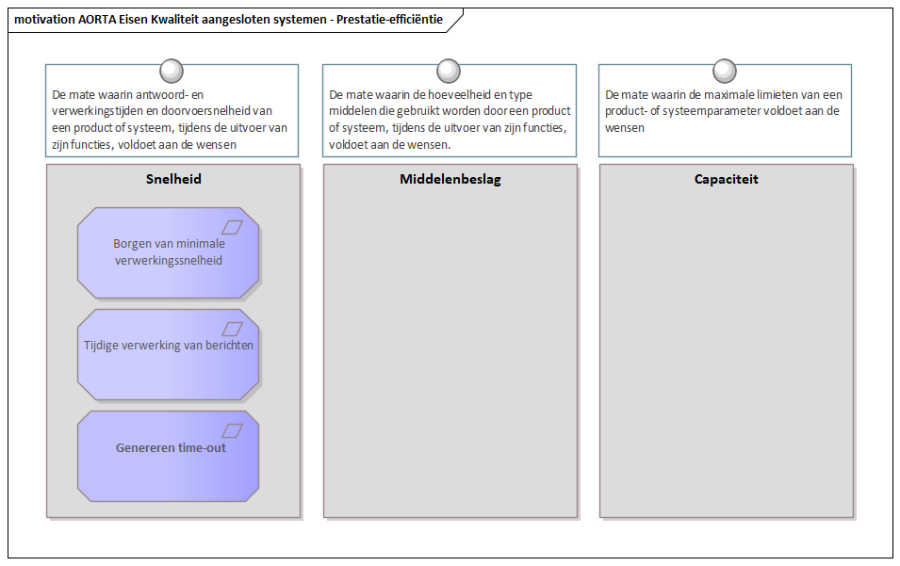 motivation AORTA Eisen Kwaliteit aangesloten systemen - Prestatie-efficiëntie
De mate waarin antwoord- en
verwerkingstijden en doorvoersnelheid van
een product of systeem, tijdens de uitvoer van
zijn functies, voldoet aan de wensen
De mate waarin de hoeveelheid en type
middelen die gebruikt worden door een product
of systeem, tijdens de uitvoer van zijn functies,
voldoet aan de wensen.
De mate waarin de maximale limieten van een
product- of systeemparameter voldoet aan de
wensen
Snelheid
Middelenbeslag
Capaciteit
Borgen van minimale
verwerkingssnelheid
Tijdige verwerking van berichten
Genereren time-out